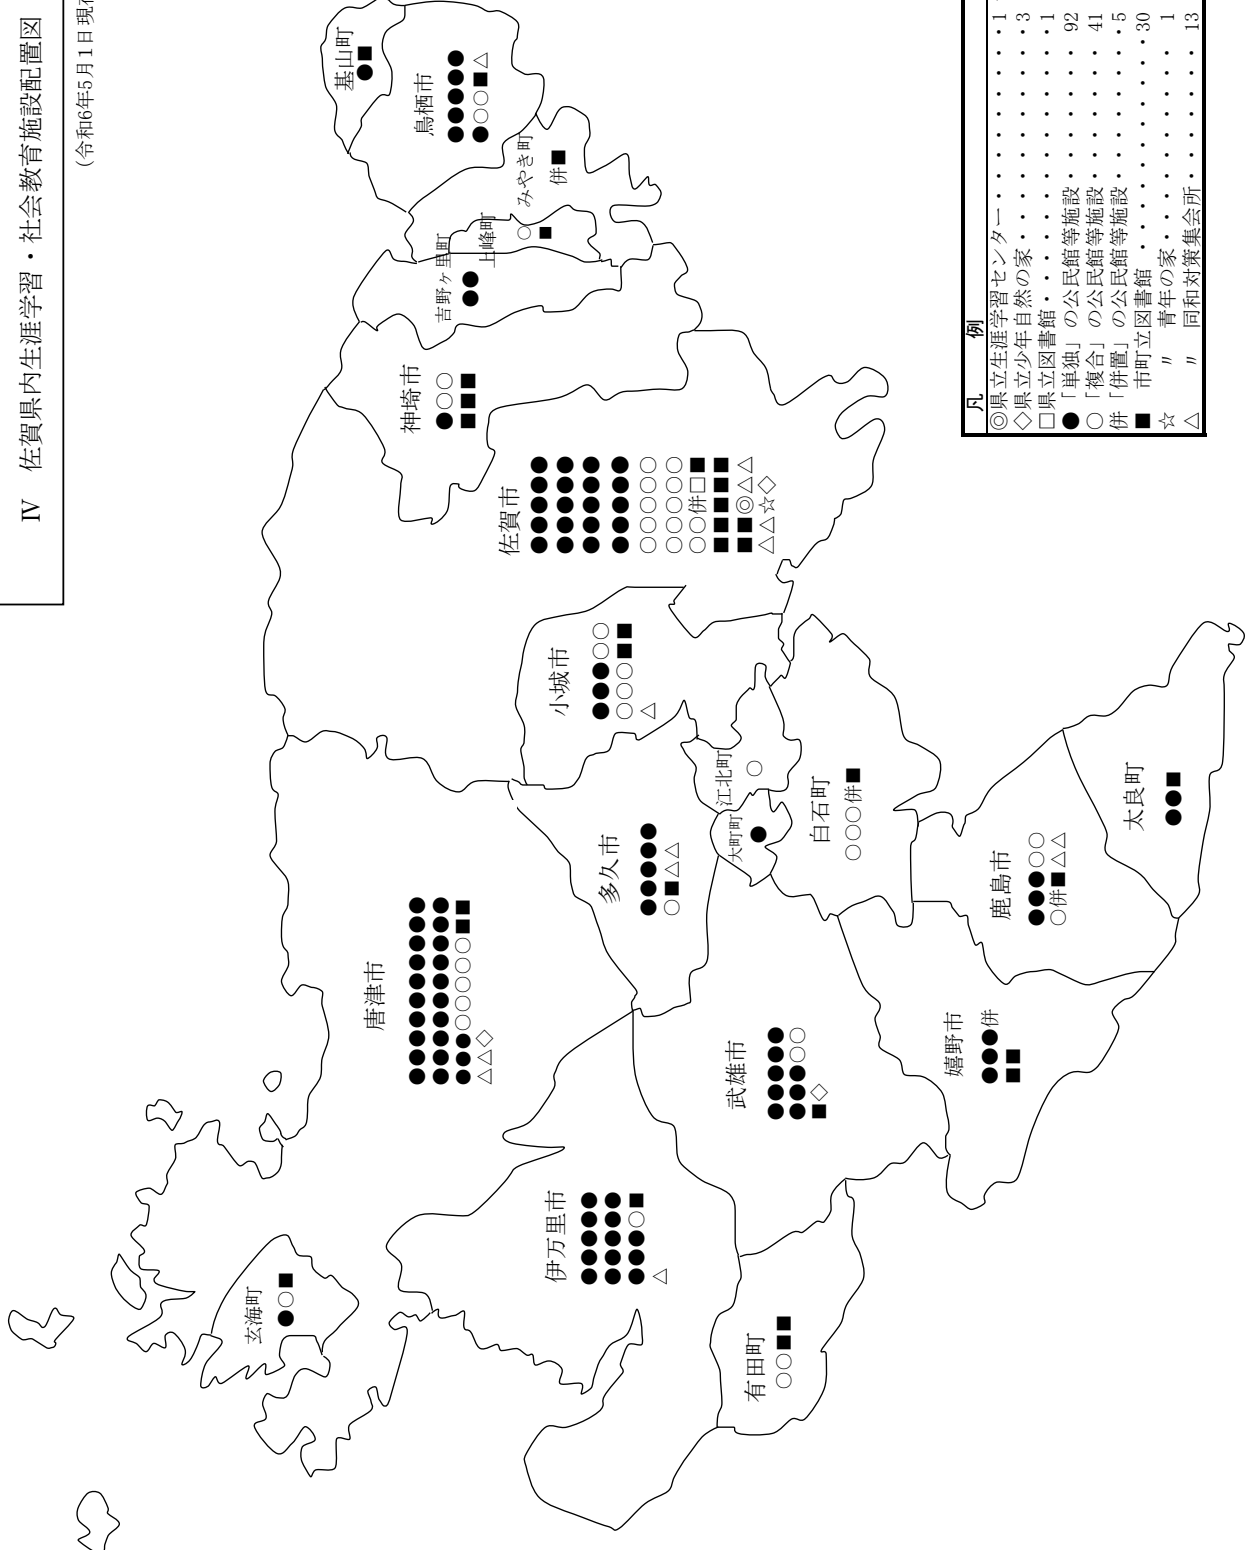 Ⅳ 佐賀県内生涯学習・社会教育施設配置図
(令和6年5月1日現
玄海町
●○■
唐津市
●●●●●●●●●●
●●●●●●●●●●
●●●○○○○○■■
△△◇
伊万里市
●●●●●
●●●●●
●●●○■
△
有田町
○○■■
武雄市
●●●●●
●●●○○
■◇
嬉野市
●●●併
■■
多久市
●●●●●
○■△△
大町町
●
江北町
○
白石町
○○○併■
鹿島市
●●●○○
○併■△△
太良町
●●■
小城市
●●●○○
○○○■■
△
佐賀市
●●●●●
●●●●●
●●●●●
●●●●●
○○○○○
○○○○○
○○併□■
■■■■■
■■◎△△
△△☆◇
神埼市
●○○
■■■
吉野ヶ里町
●●
上峰町
○
■
みやき町
併■
鳥栖市
●●●●●
●○○■△
基山町
●■
凡 例
◎県立生涯学習センター・・・・・・・・・1
◇県立少年自然の家・・・・・・・・・・3
□県立図書館・・・・・・・・・・・・1
●「単独」の公民館等施設・・・・・・・92
○「複合」の公民館等施設・・・・・・・41
併「併置」の公民館等施設・・・・・・・5
■ 市町立図書館・・・・・・・・・・・30
☆ 〃 青年の家・・・・・・・・・・1
△ 〃 同和対策集会所・・・・・・・13